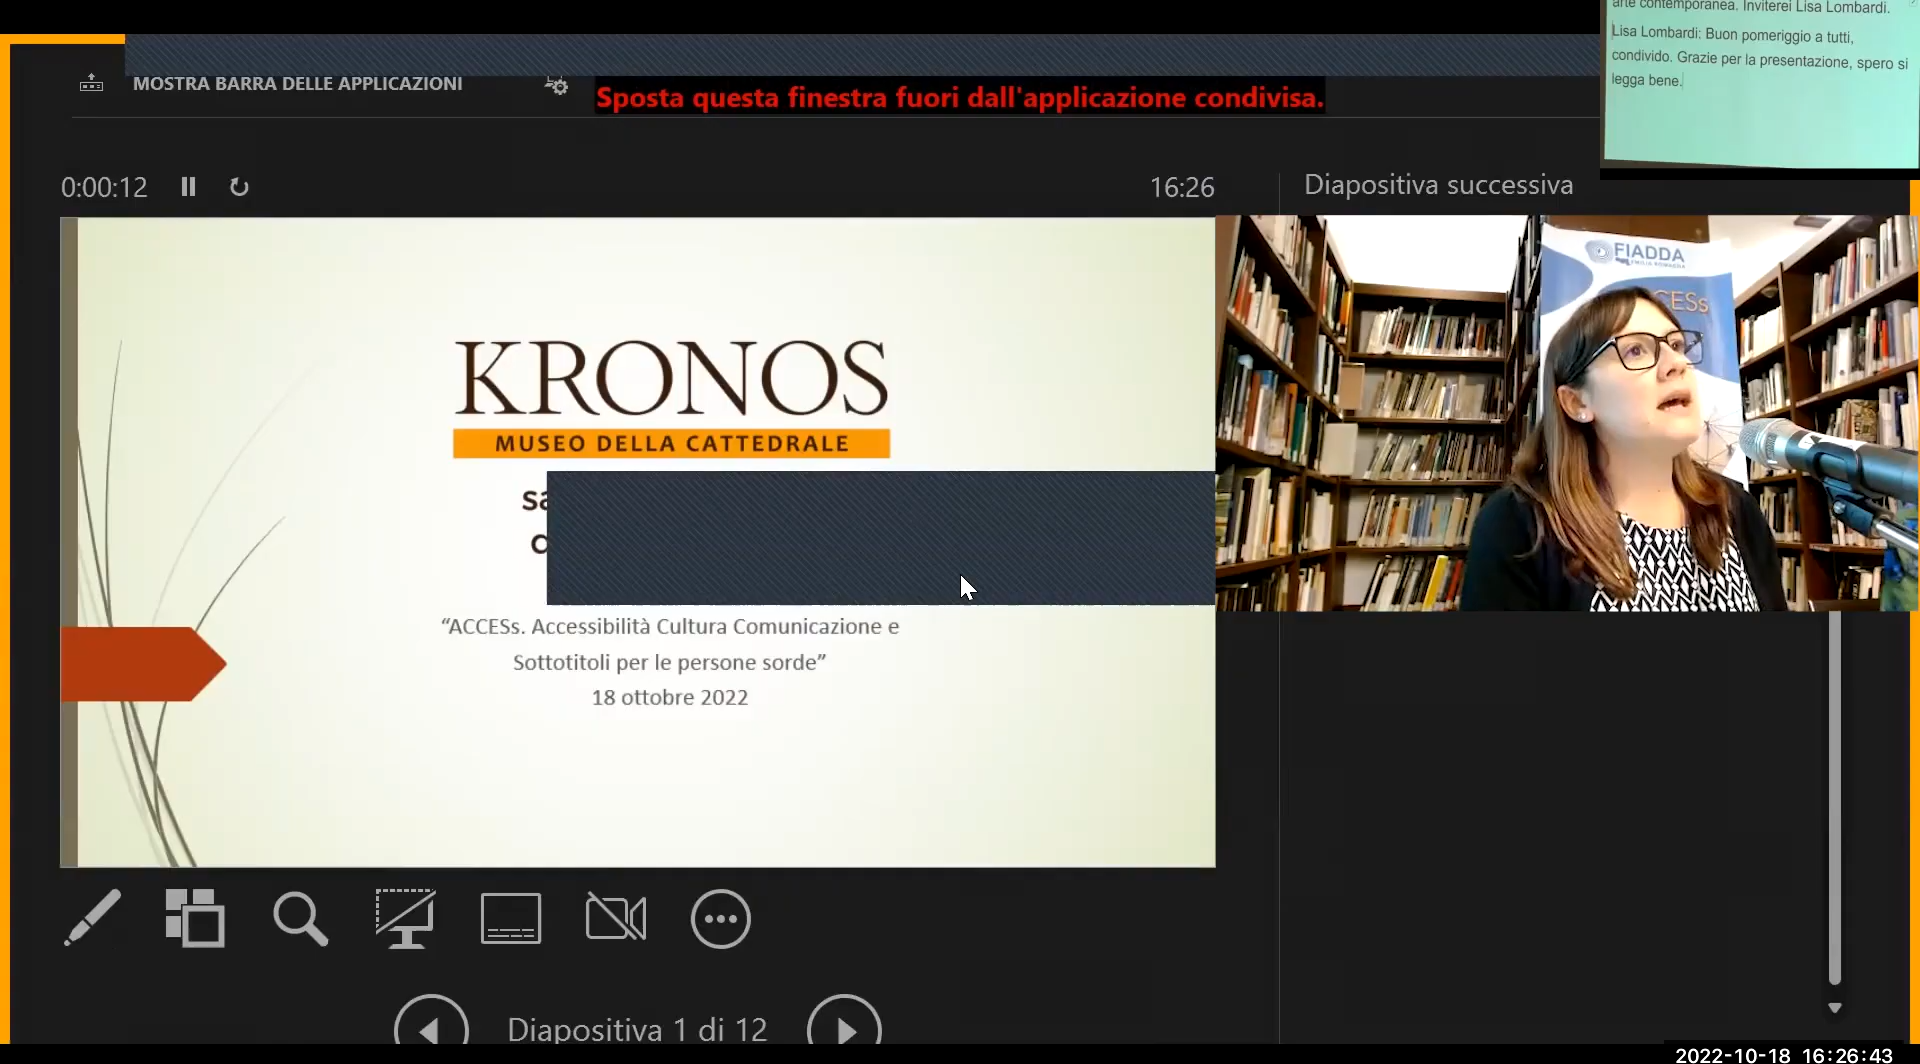 arte contemporanea. Inviterei Lisa Lombardi.
Lisa Lombardi: Buon pomeriggio a tutti,
condivido. Grazie per la presentazione, spero si
legga bene.
MOSTRA BARRA DELLE APPLICAZIONI
Sposta questa finestra fuori dall'applicazione condivisa.
0:00:12
16:26
Diapositiva successiva
KRONOS
MUSEO DELLA CATTEDRALE
“ACCESs. Accessibilità Cultura Comunicazione e
Sottotitoli per le persone sorde”
18 ottobre 2022
FIADDA
EMILIA ROMAGNA
CESs
Diapositiva 1 di 12
2022-10-18 16:26:43